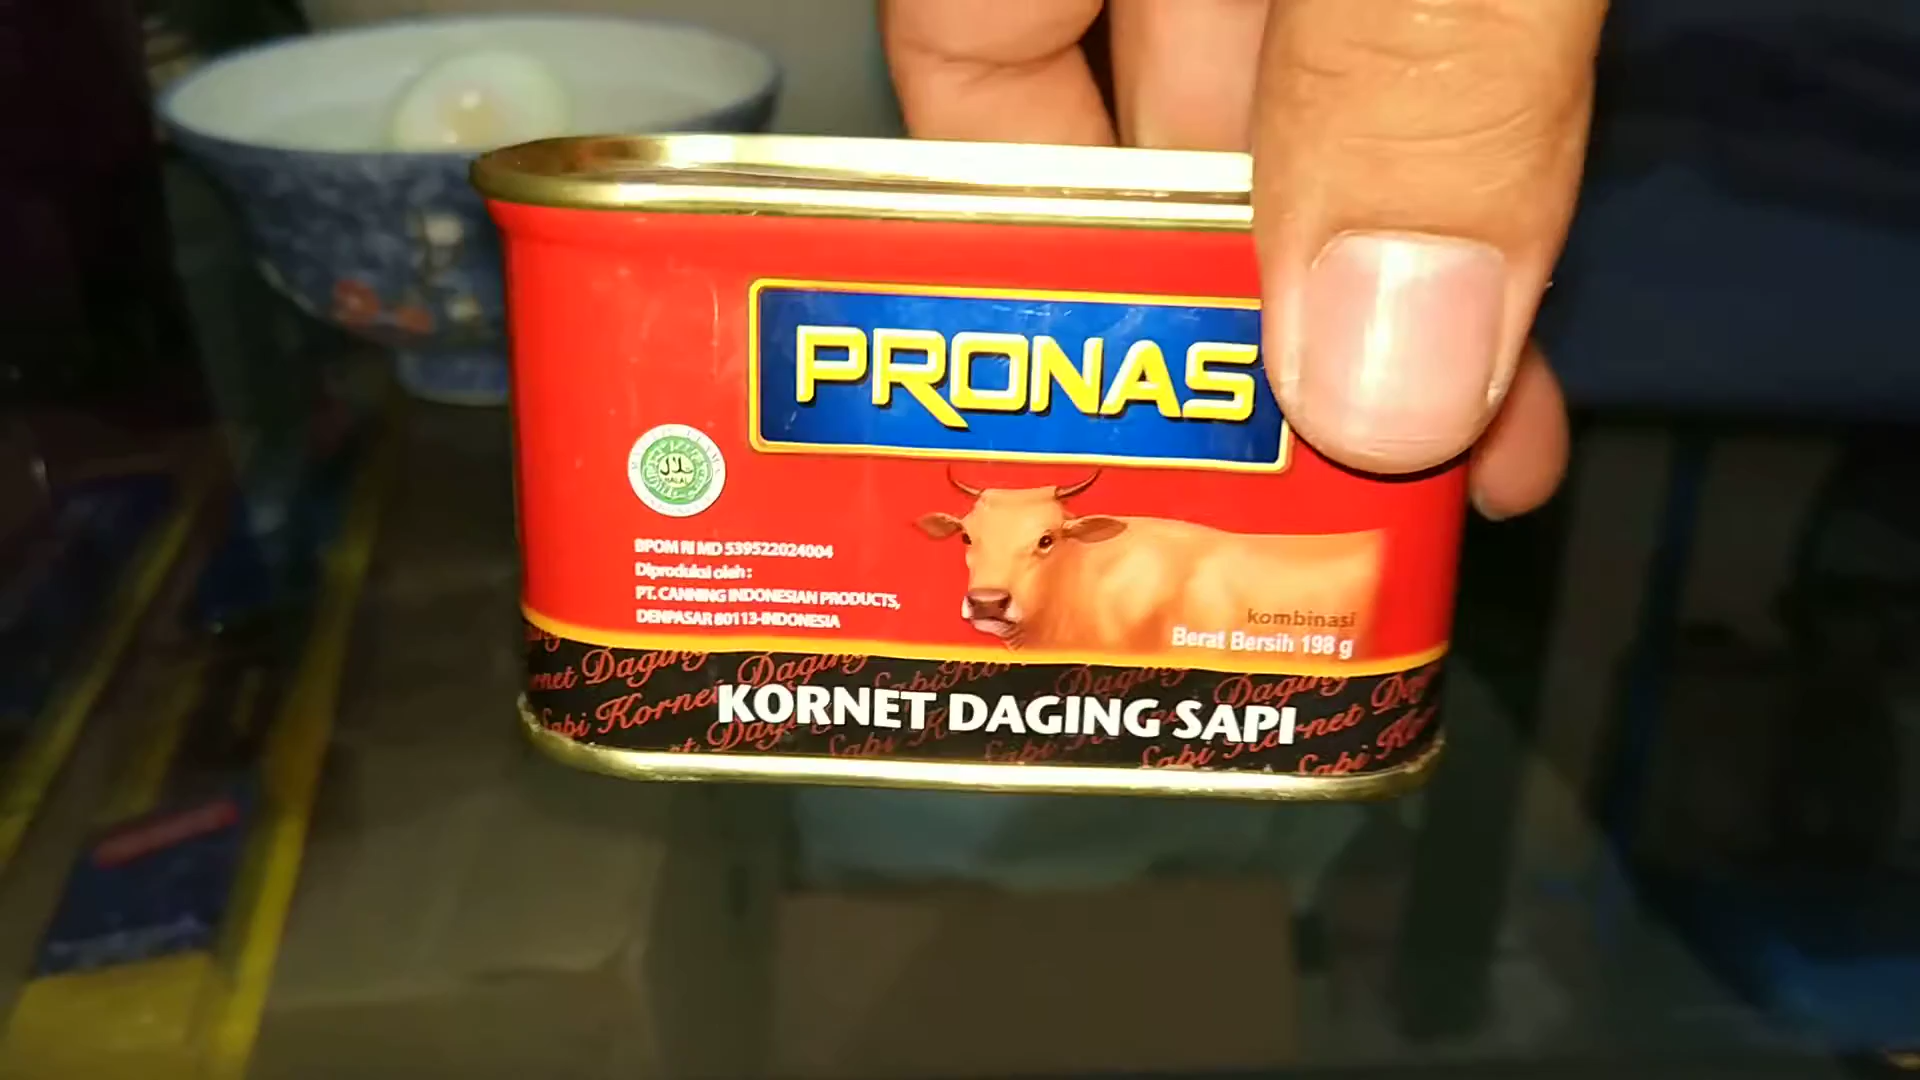 PRONAS
HALAL
BPOM RI MD 539522024004
Diproduksi oleh :
PT. CANNING INDONESIAN PRODUCTS,
DENPASAR 80113-INDONESIA
kombinasi
Berat Bersih 198 g
KORNET DAGING SAPI